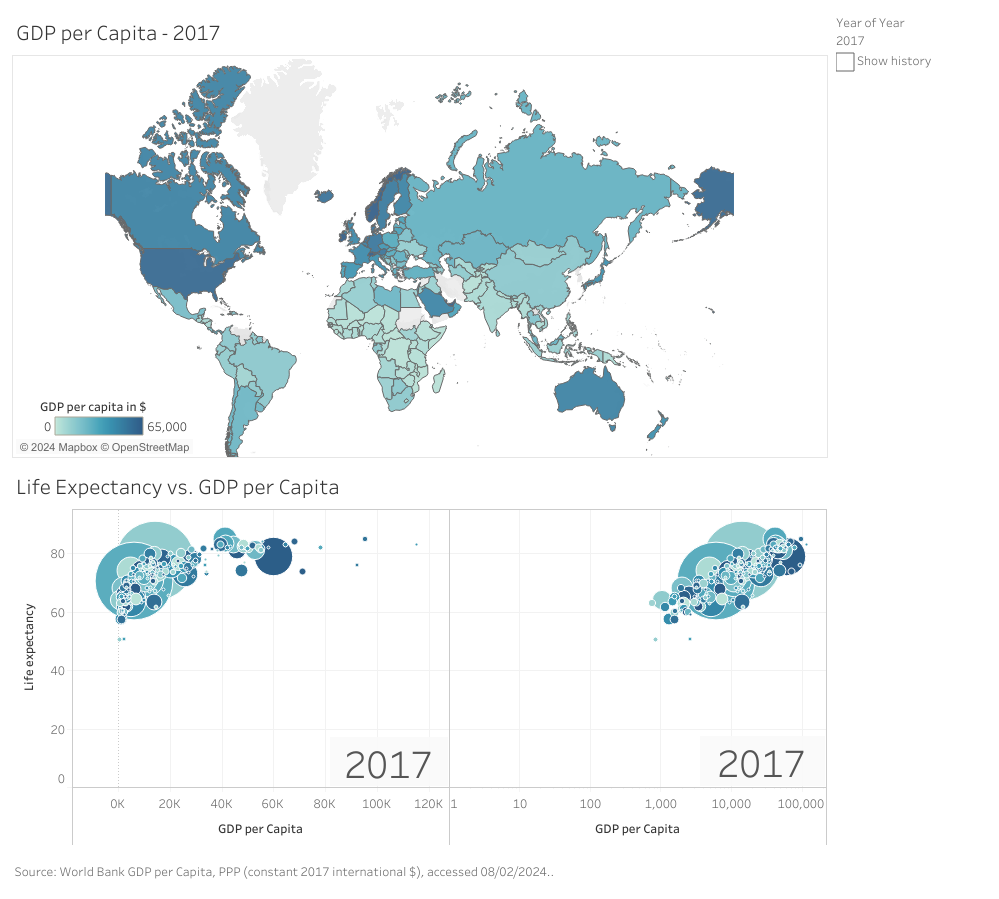 GDP per Capita - 2017
Year of Year
2017
Show history
GDP per capita in $
0 65,000
© 2024 Mapbox © OpenStreetMap
Life Expectancy vs. GDP per Capita
80
60
40
20
0
Life expectancy
2017
2017
0K 20K 40K 60K 80K 100K 120K 1 10 100 1,000 10,000 100,000
GDP per Capita GDP per Capita
Source: World Bank GDP per Capita, PPP (constant 2017 international $), accessed 08/02/2024..